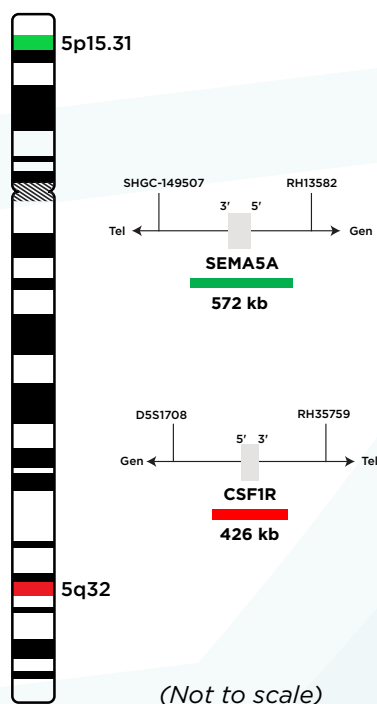 5p15.31
SHGC-149507 RH13582
3' 5'
Tel Gen
SEMA5A
572 kb
D5S1708 RH35759
5' 3'
Gen Tel
CSF1R
426 kb
5q32
(Not to scale)